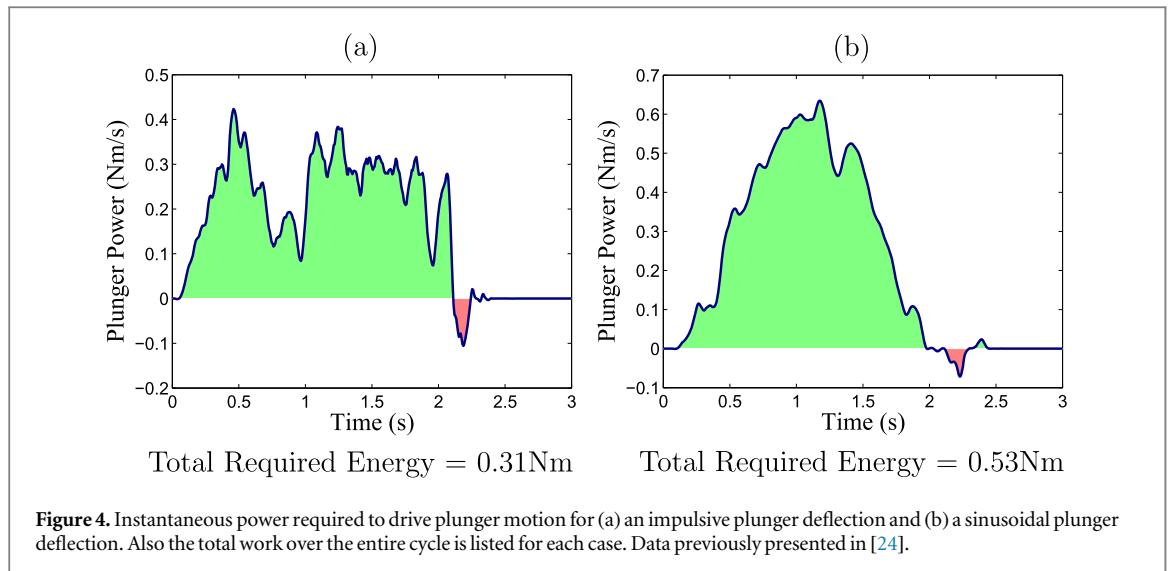 (a)
0.5
0.4
0.3
0.2
0.1
0
−0.1
−0.2
Plunger Power (Nm/s)
0 0.5 1 1.5 2 2.5 3
Time (s)
Total Required Energy = 0.31Nm
(b)
0.7
0.6
0.5
0.4
0.3
0.2
0.1
0
−0.1
Plunger Power (Nm/s)
0 0.5 1 1.5 2 2.5 3
Time (s)
Total Required Energy = 0.53Nm
Figure 4. Instantaneous power required to drive plunger motion for (a) an impulsive plunger deflection and (b) a sinusoidal plunger
deflection. Also the total work over the entire cycle is listed for each case. Data previously presented in [24].